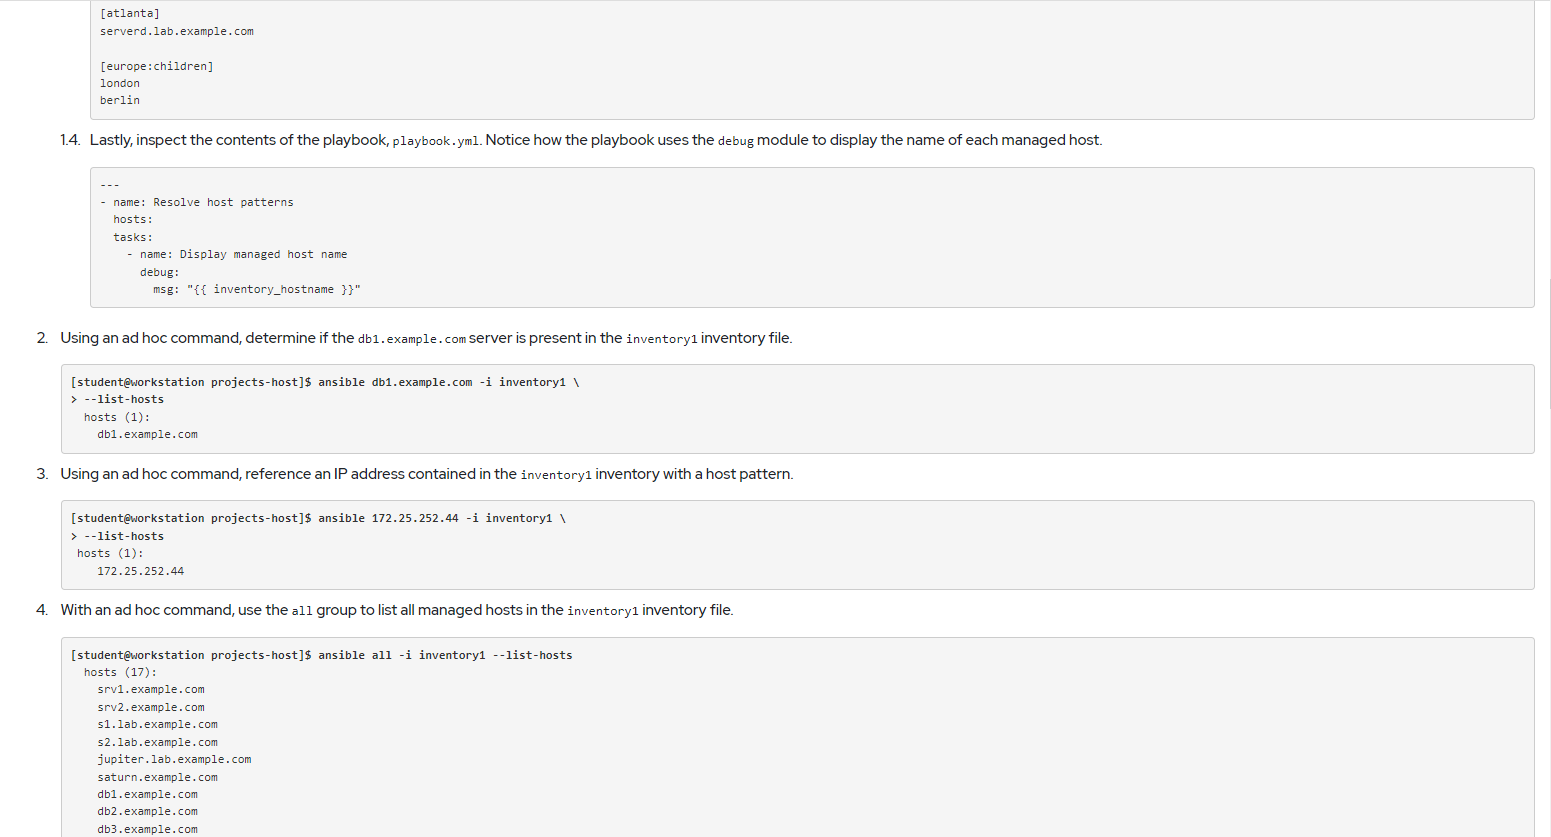 [atlanta]
serverd.lab.example.com
[europe:children]
london
berlin
1.4. Lastly, inspect the contents of the playbook, playbook.yml. Notice how the playbook uses the debug module to display the name of each managed host.
---
- name: Resolve host patterns
  hosts:
  tasks:
    - name: Display managed host name
      debug:
        msg: "{{ inventory_hostname }}"
2. Using an ad hoc command, determine if the db1.example.com server is present in the inventory1 inventory file.
[student@workstation projects-host]$ ansible db1.example.com -i inventory1 \
> --list-hosts
  hosts (1):
    db1.example.com
3. Using an ad hoc command, reference an IP address contained in the inventory1 inventory with a host pattern.
[student@workstation projects-host]$ ansible 172.25.252.44 -i inventory1 \
> --list-hosts
 hosts (1):
    172.25.252.44
4. With an ad hoc command, use the all group to list all managed hosts in the inventory1 inventory file.
[student@workstation projects-host]$ ansible all -i inventory1 --list-hosts
  hosts (17):
    srv1.example.com
    srv2.example.com
    s1.lab.example.com
    s2.lab.example.com
    jupiter.lab.example.com
    saturn.example.com
    db1.example.com
    db2.example.com
    db3.example.com